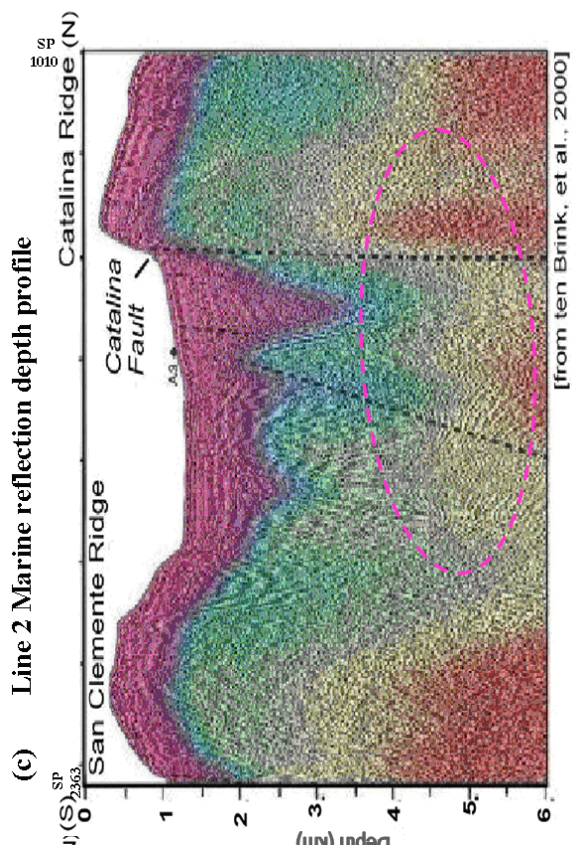 (c) Line 2 Marine reflection depth profile
San Clemente Ridge
Catalina Ridge (N)
SP
2363
SP
1010
(S)
Catalina
Fault
A3
0
1
2
3.
4.
5.
6.
Depth (km)
[from ten Brink, et al., 2000]